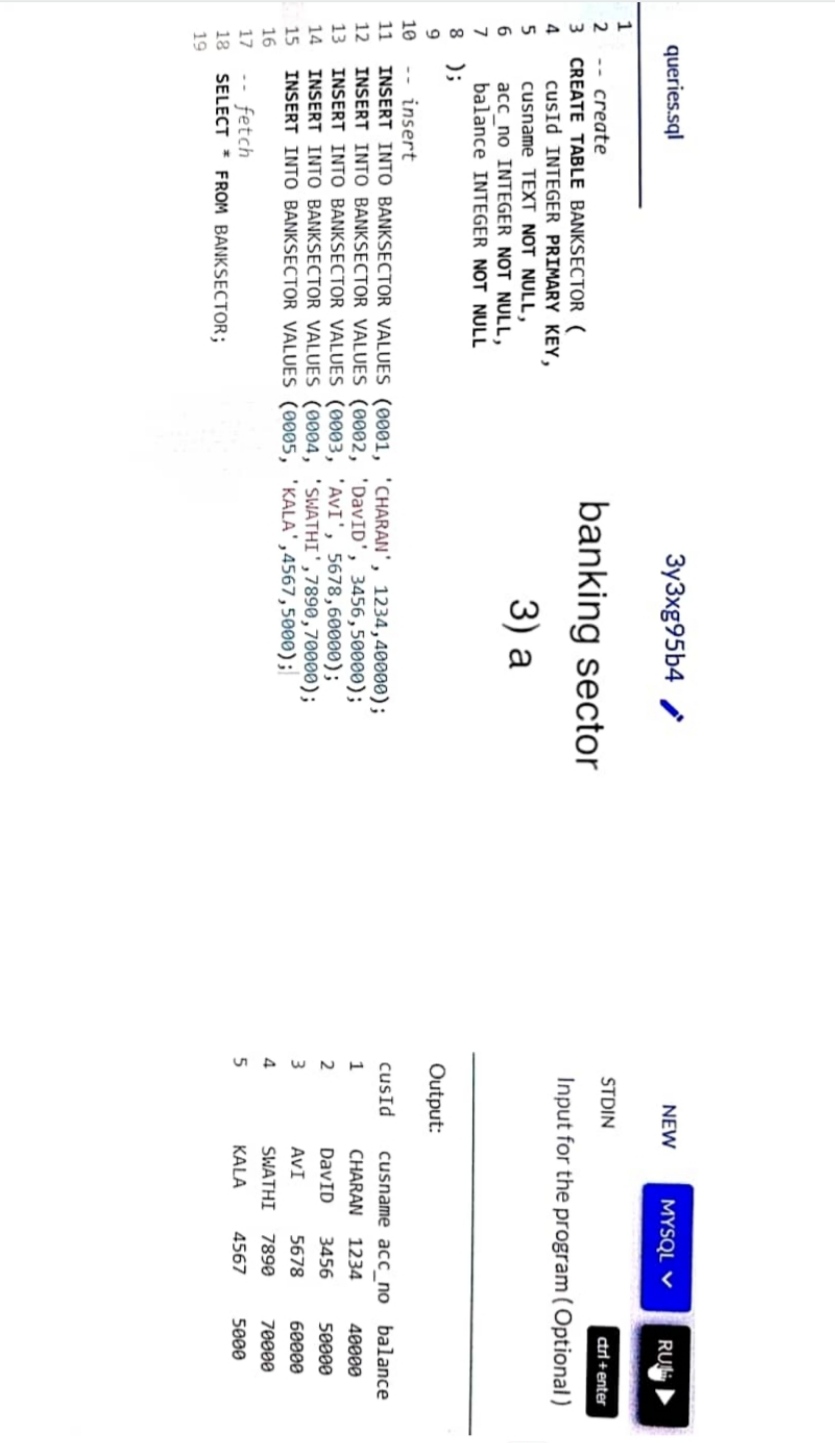 queries.sql
3y3xg95b4
NEW
MYSQL
1
2 -- create
3 CREATE TABLE BANKSECTOR (
4 cusId INTEGER PRIMARY KEY,
5 cusname TEXT NOT NULL,
6 acc_no INTEGER NOT NULL,
7 balance INTEGER NOT NULL
8 );
9
10 -- insert
11 INSERT INTO BANKSECTOR VALUES (0001, 'CHARAN', 1234,40000);
12 INSERT INTO BANKSECTOR VALUES (0002, 'DavID', 3456,50000);
13 INSERT INTO BANKSECTOR VALUES (0003, 'AvI', 5678,60000);
14 INSERT INTO BANKSECTOR VALUES (0004, 'SWATHI',7890,70000);
15 INSERT INTO BANKSECTOR VALUES (0005, 'KALA',4567,5000);
16
17 -- fetch
18 SELECT * FROM BANKSECTOR;
19
banking sector
3) a
STDIN
ctrl+enter
Input for the program ( Optional )
Output:
cusId cusname acc_no balance
1 CHARAN 1234 40000
2 DavID 3456 50000
3 AvI 5678 60000
4 SWATHI 7890 70000
5 KALA 4567 5000